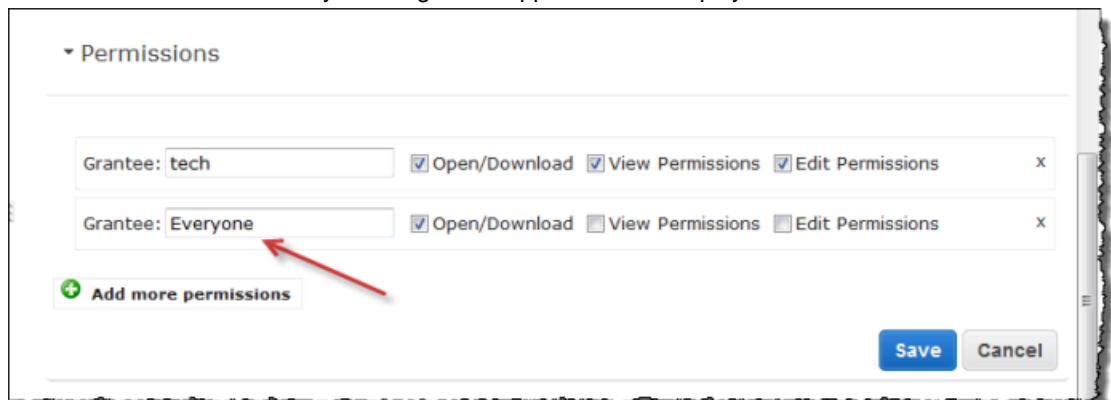 Permissions
Grantee: tech Open/Download View Permissions Edit Permissions x
Grantee: Everyone Open/Download View Permissions Edit Permissions x
Add more permissions
Save Cancel